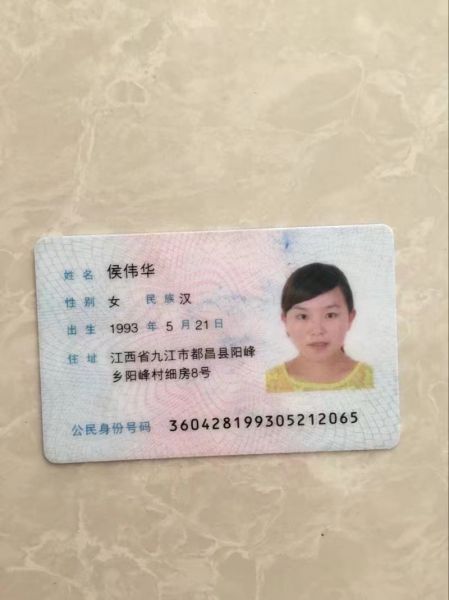 姓名 侯伟华
性别 女 民族 汉
出生 1993 年 5 月 21 日
住址 江西省九江市都昌县阳峰
乡阳峰村细房8号
公民身份号码 360428199305212065